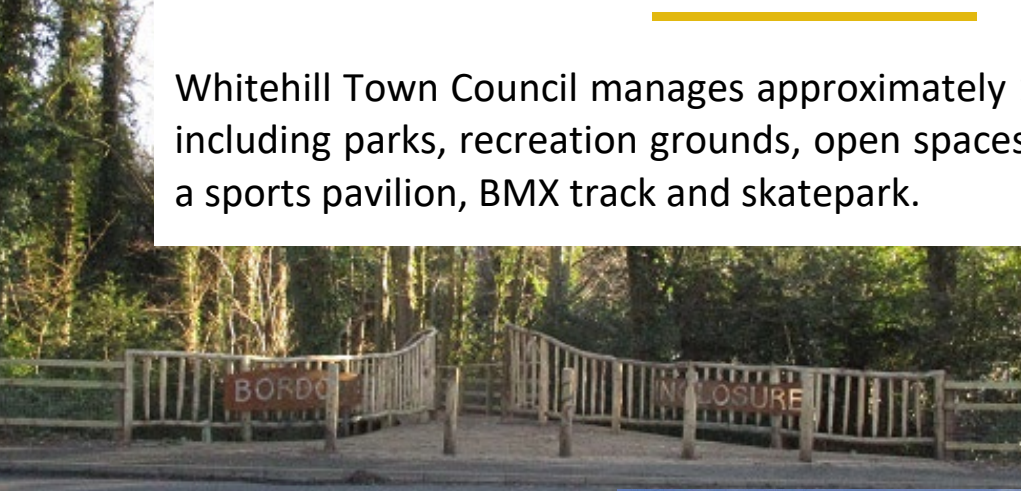 Whitehill Town Council manages approximately
including parks, recreation grounds, open spaces
a sports pavilion, BMX track and skatepark.
BORDO
NCLOSURE